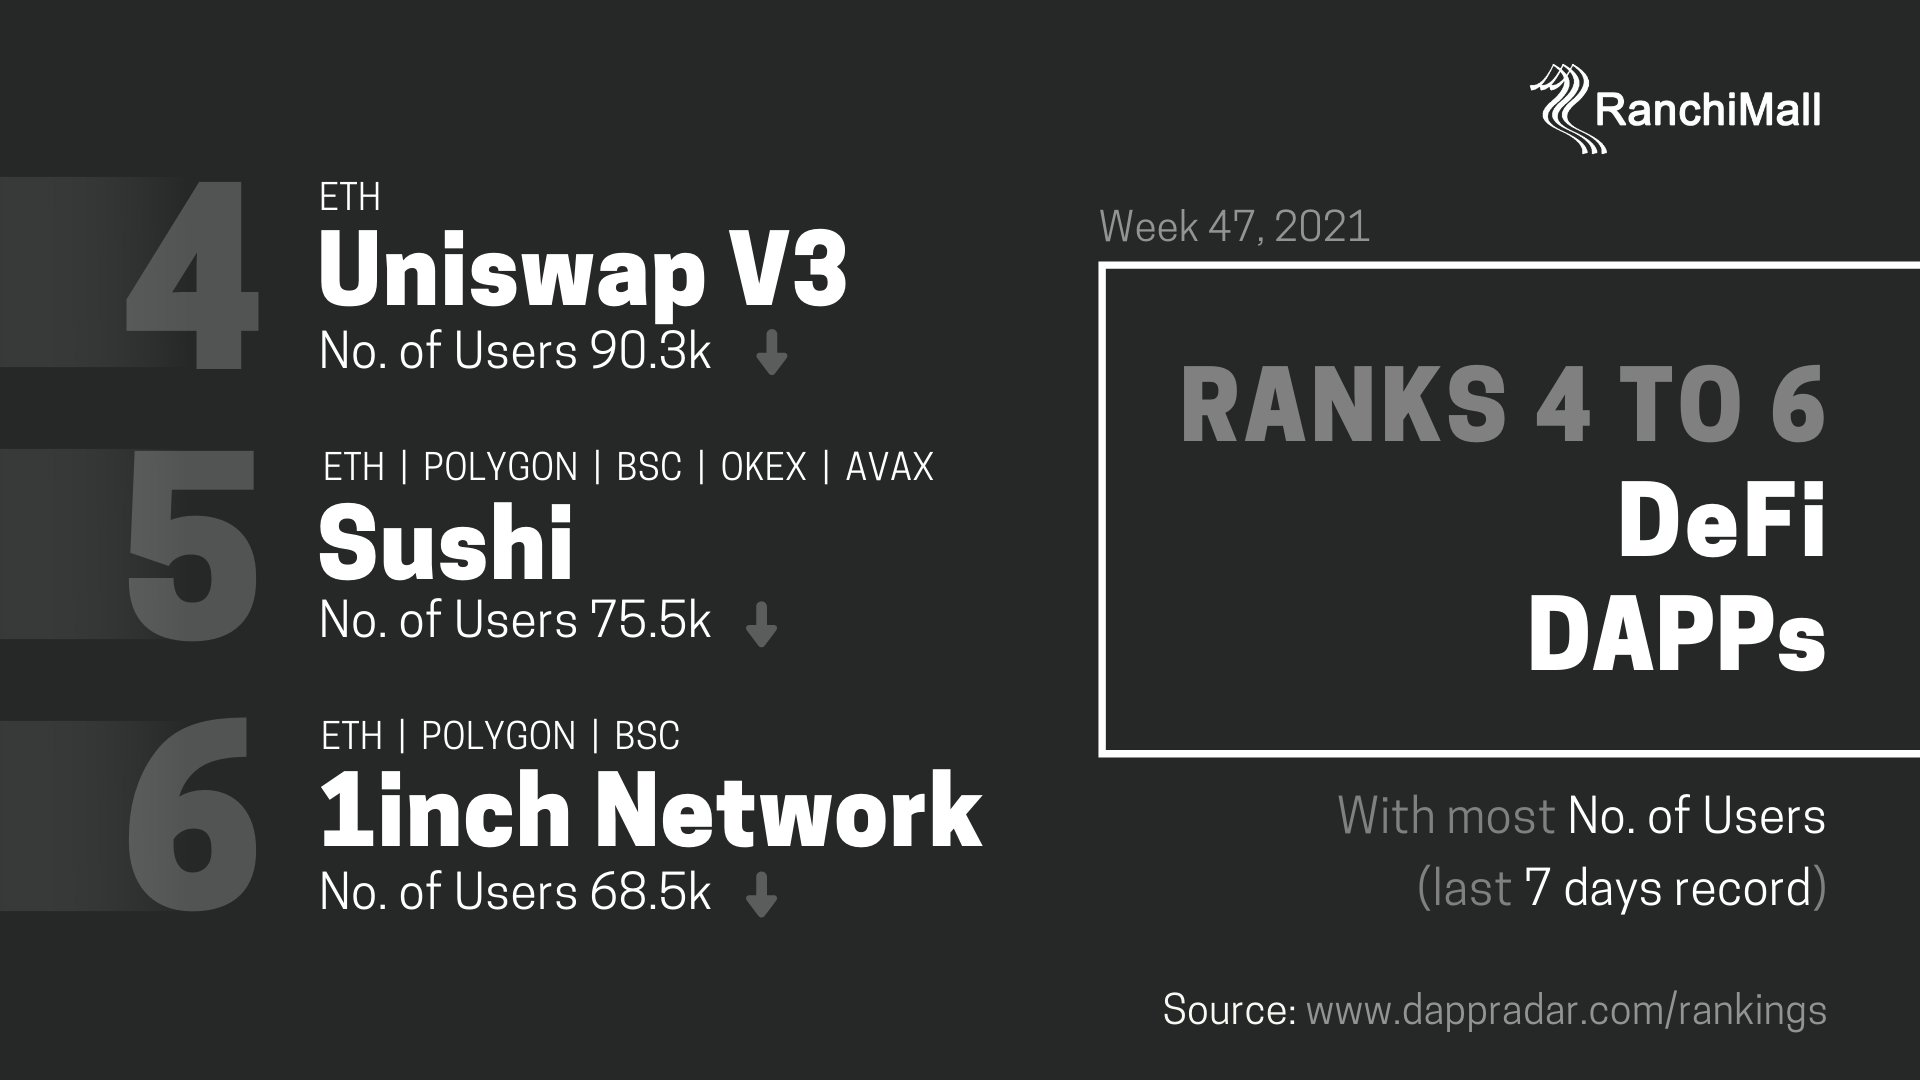 RanchiMall
4
ETH
Uniswap V3
No. of Users 90.3k
5
ETH | POLYGON | BSC | OKEX | AVAX
Sushi
No. of Users 75.5k
6
ETH | POLYGON | BSC
1inch Network
No. of Users 68.5k
Week 47, 2021
RANKS 4 TO 6
DeFi
DAPPs
With most No. of Users
(last 7 days record)
Source: www.dappradar.com/rankings